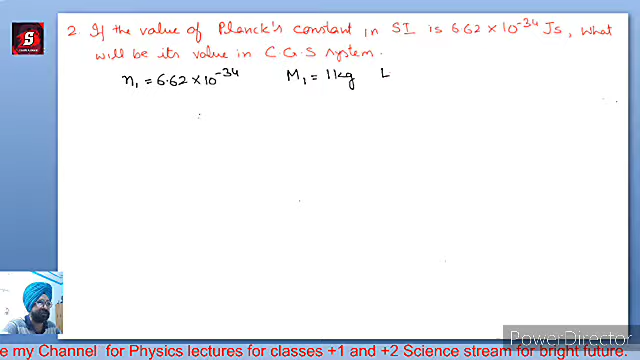 2. If the value of Planck's constant in SI is 6.62 × 10⁻³⁴ Js, What
will be its value in C.G.S system.
n₁ = 6.62 × 10⁻³⁴ M₁ = 1kg L
PowerDirector
e my Channel for Physics lectures for classes +1 and +2 Science stream for bright future.